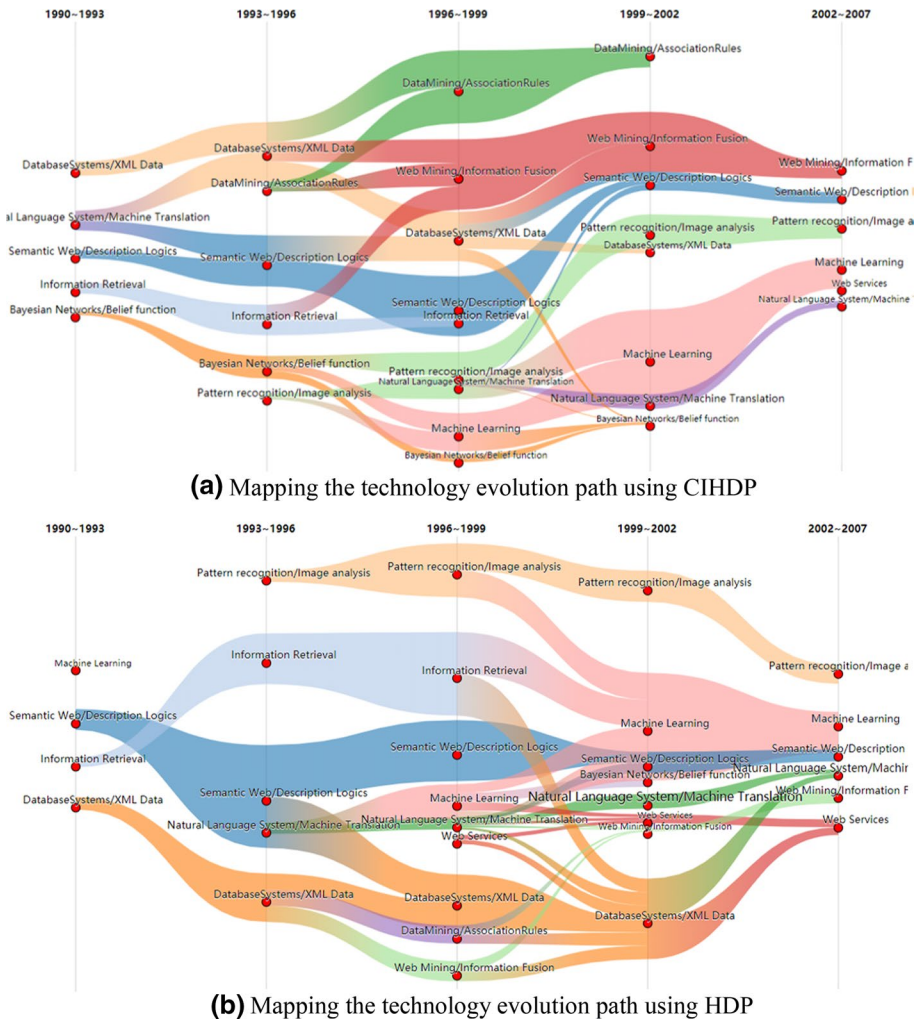 1990~1993 1993~1996 1996~1999 1999~2002 2002~2007
DataMining/AssociationRules
DataMining/AssociationRules
Web Mining/Information Fusion
DatabaseSystems/XML Data
DatabaseSystems/XML Data
Web Mining/Information F
Web Mining/Information Fusion
Semantic Web/Description Logics
DataMining/AssociationRules
Semantic Web/Description
al Language System/Machine Translation
Pattern recognition/Image a
DatabaseSystems/XML Data
Pattern recognition/Image analysis
DatabaseSystems/XML Data
Semantic Web/Description Logics
Semantic Web/Description Logics
Machine Learning
Information Retrieval
Web Services
Semantic Web/Description Logics
Natural Language System/Machine
Bayesian Networks/Belief function
Information Retrieval
Information Retrieval
Machine Learning
Bayesian Networks/Belief function
Pattern recognition/Image analysis
Natural Language System/Machine Translation
Pattern recognition/Image analysis
Natural Language System/Machine Translation
Machine Learning
Bayesian Networks/Belief function
Bayesian Networks/Belief function
(a) Mapping the technology evolution path using CIHDP
1990~1993 1993~1996 1996~1999 1999~2002 2002~2007
Pattern recognition/Image analysis
Pattern recognition/Image analysis
Pattern recognition/Image analysis
Information Retrieval
Machine Learning
Information Retrieval
Pattern recognition/Image a
Semantic Web/Description Logics
Machine Learning
Machine Learning
Semantic Web/Description Logics
Semantic Web/Description
Information Retrieval
Semantic Web/Description Logics
Natural Language System/Machin
Bayesian Networks/Belief function
Web Mining/Information F
Semantic Web/Description Logics
Machine Learning
Natural Language System/Machine Translation
DatabaseSystems/XML Data
Web Services
Natural Language System/Machine Translation
Natural Language System/Machine Translation
Web Services
Web Mining/Information Fusion
Web Services
DatabaseSystems/XML Data
DatabaseSystems/XML Data
DatabaseSystems/XML Data
DataMining/AssociationRules
Web Mining/Information Fusion
(b) Mapping the technology evolution path using HDP